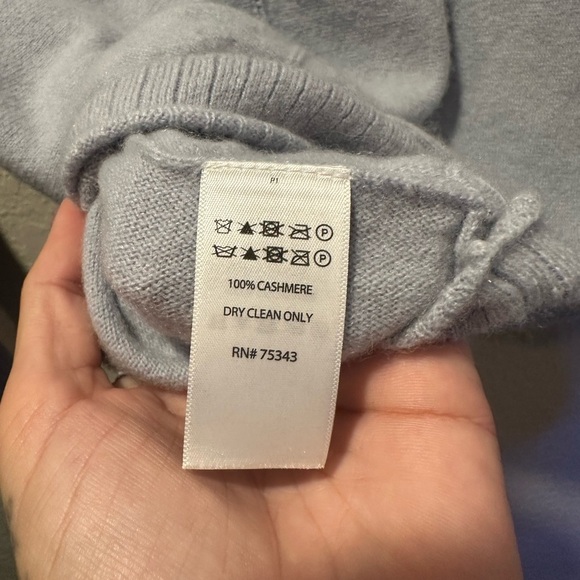 P1
P
P
100% CASHMERE
DRY CLEAN ONLY
RN# 75343